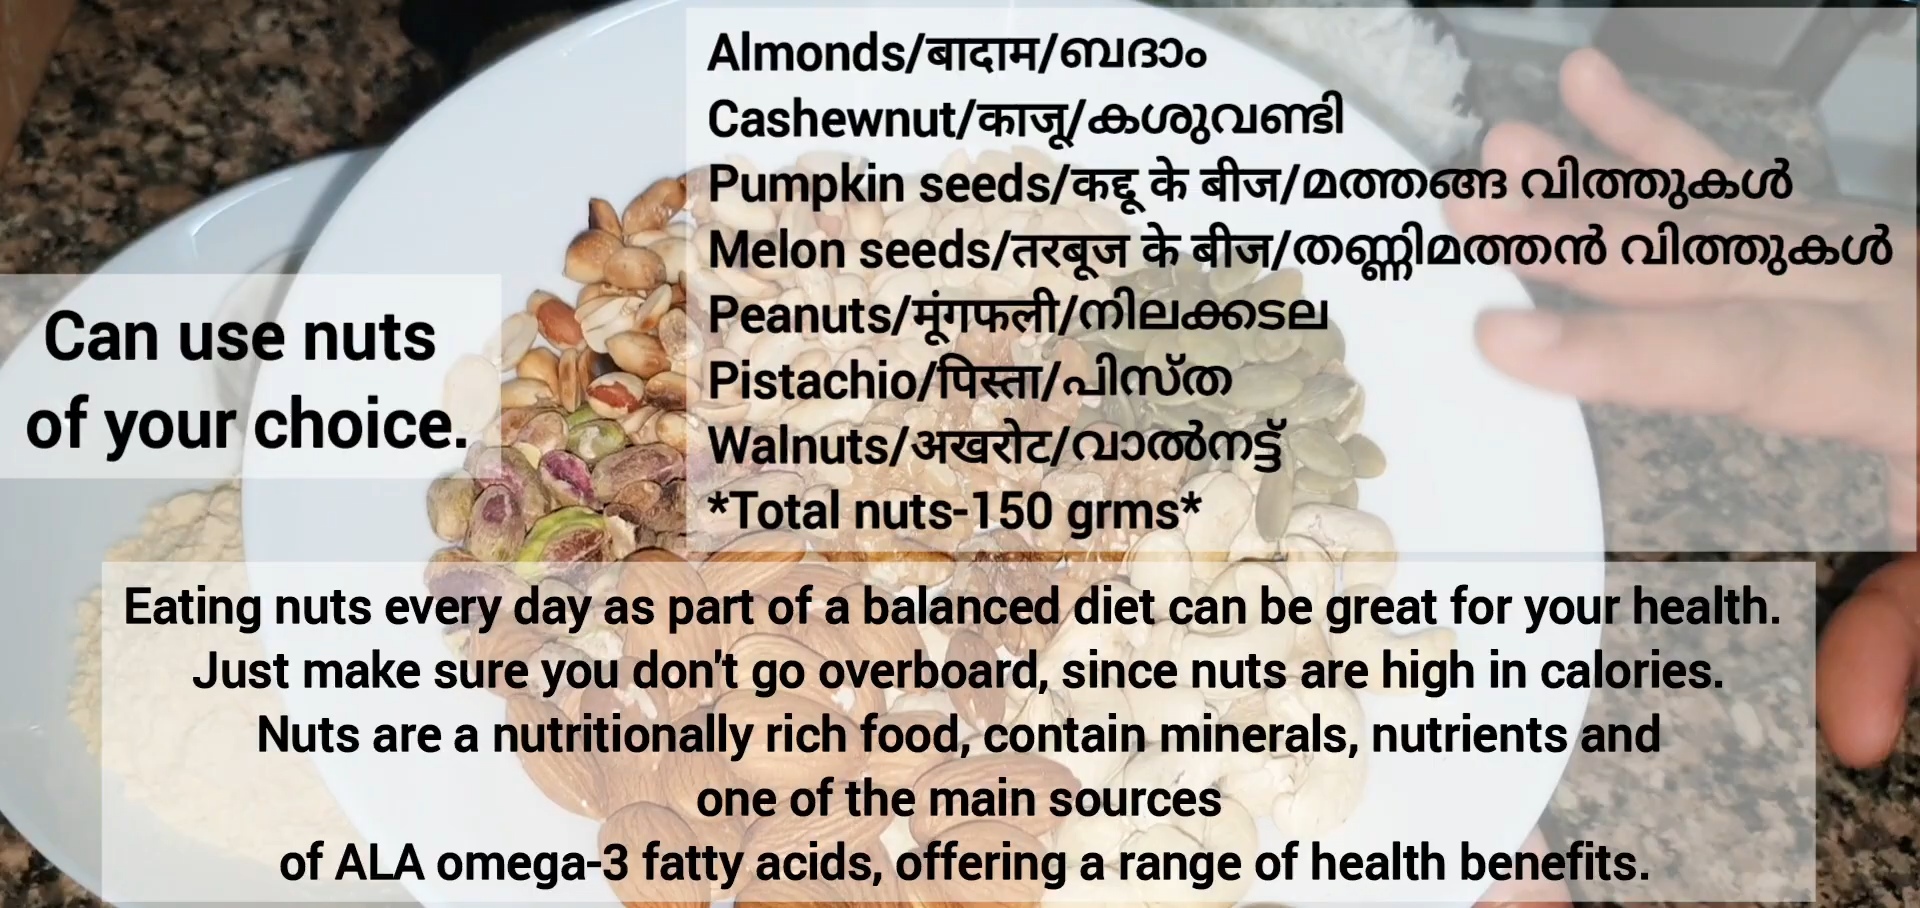 Almonds/बादाम/ബദാം
Cashewnut/काजू/കശുവണ്ടി
Pumpkin seeds/कद्दू के बीज/മത്തങ്ങ വിത്തുകൾ
Melon seeds/तरबूज के बीज/തണ്ണിമത്തൻ വിത്തുകൾ
Peanuts/मूंगफली/നിലക്കടല
Pistachio/पिस्ता/പിസ്ത
Walnuts/अखरोट/വാൽനട്ട്
*Total nuts-150 grms*
Can use nuts
of your choice.
Eating nuts every day as part of a balanced diet can be great for your health.
Just make sure you don't go overboard, since nuts are high in calories.
Nuts are a nutritionally rich food, contain minerals, nutrients and
one of the main sources
of ALA omega-3 fatty acids, offering a range of health benefits.